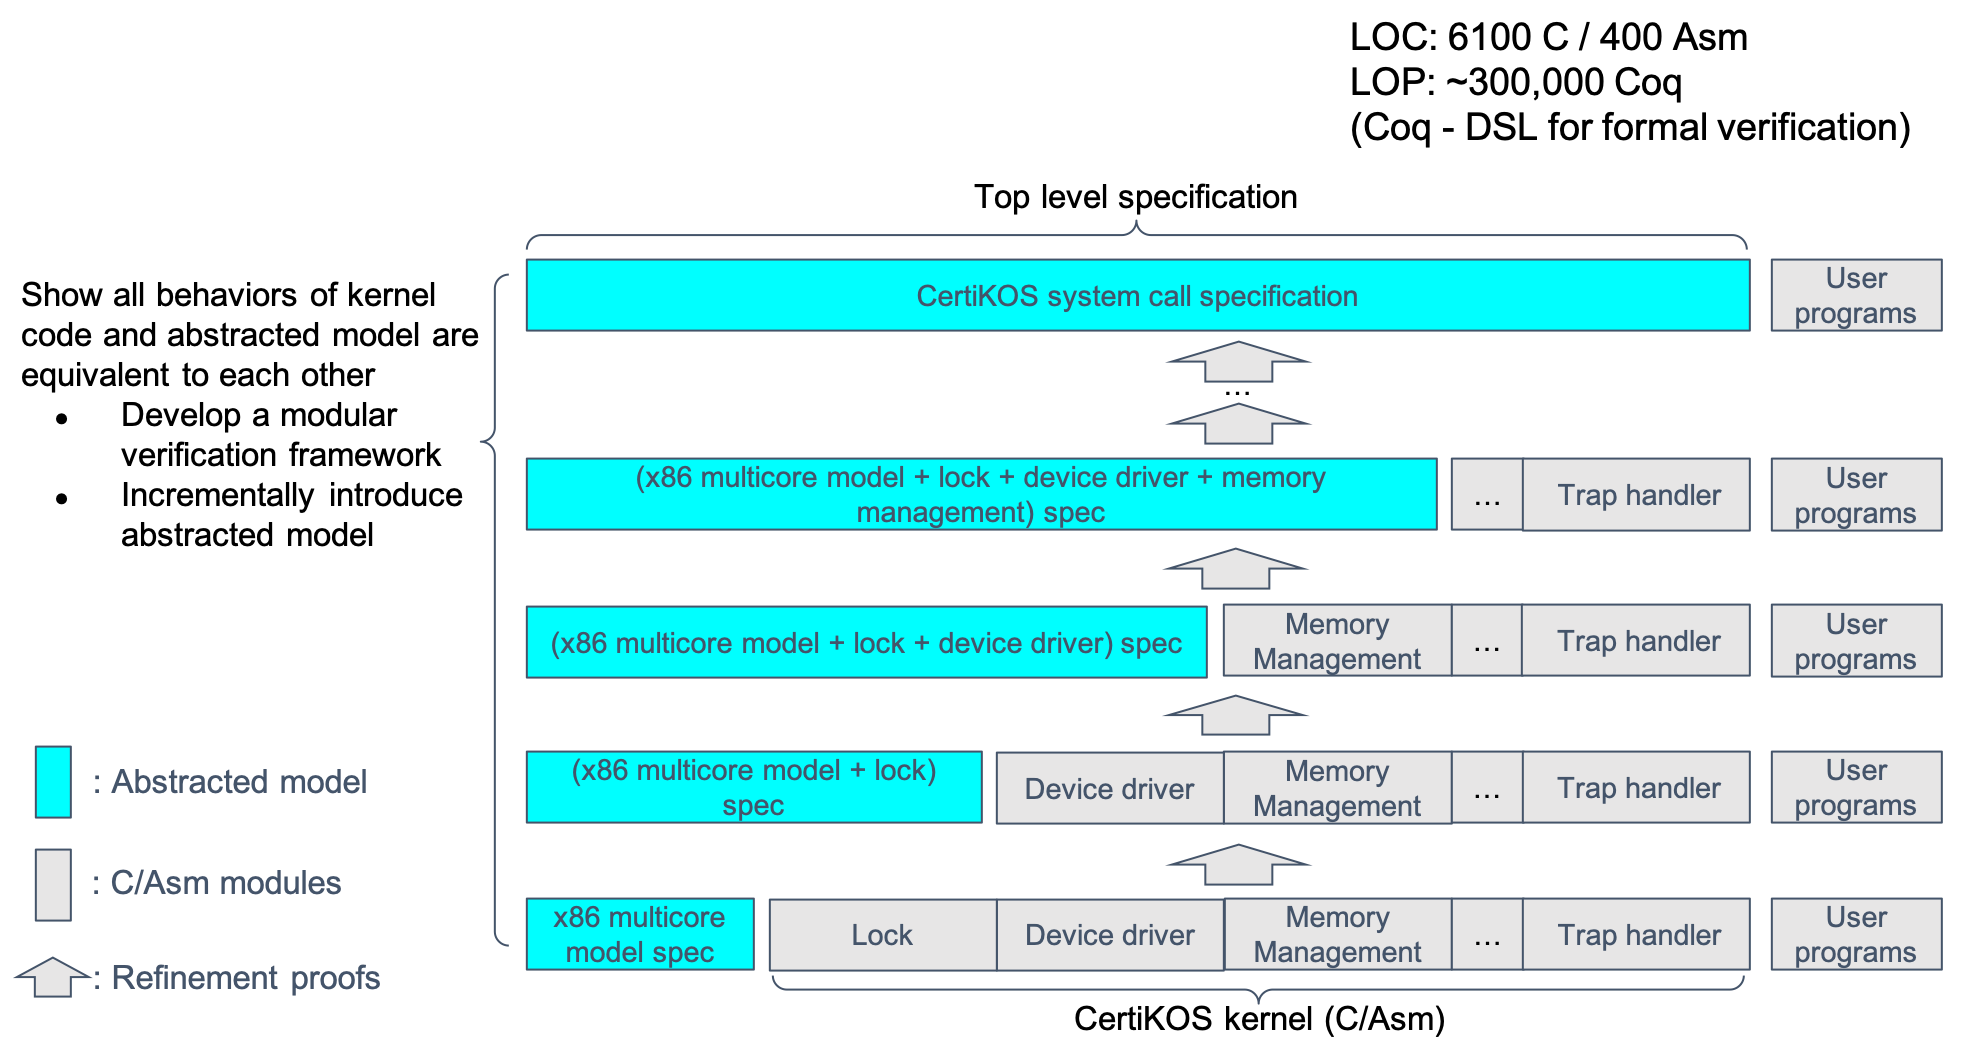 LOC: 6100 C / 400 Asm
LOP: ~300,000 Coq
(Coq - DSL for formal verification)
Top level specification
Show all behaviors of kernel
code and abstracted model are
equivalent to each other
● Develop a modular
verification framework
● Incrementally introduce
abstracted model
CertiKOS system call specification
User
programs
...
(x86 multicore model + lock + device driver + memory
management) spec
...
Trap handler
User
programs
(x86 multicore model + lock + device driver) spec
Memory
Management
...
Trap handler
User
programs
(x86 multicore model + lock)
spec
Device driver
Memory
Management
...
Trap handler
User
programs
x86 multicore
model spec
Lock
Device driver
Memory
Management
...
Trap handler
User
programs
CertiKOS kernel (C/Asm)
: Abstracted model
: C/Asm modules
: Refinement proofs